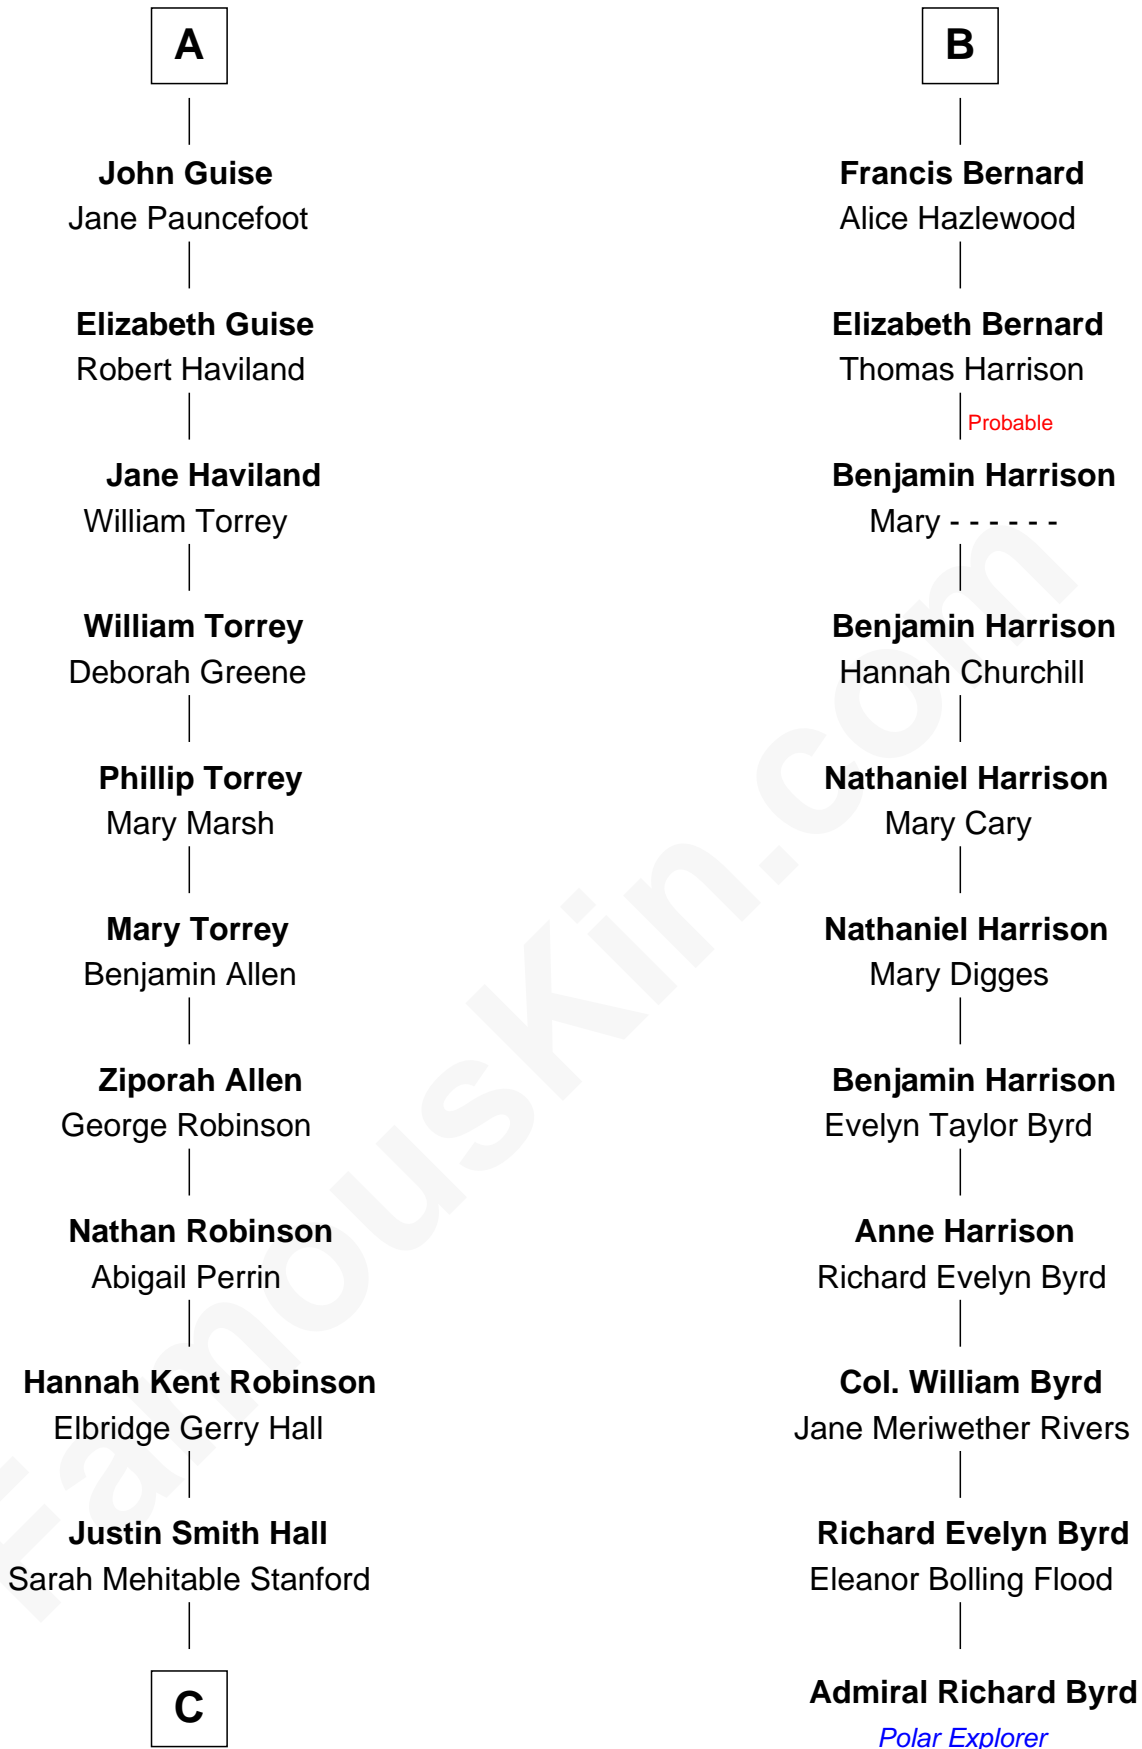 A
John Guise
Jane Pauncefoot
Elizabeth Guise
Robert Haviland
Jane Haviland
William Torrey
William Torrey
Deborah Greene
Phillip Torrey
Mary Marsh
Mary Torrey
Benjamin Allen
Ziporah Allen
George Robinson
Nathan Robinson
Abigail Perrin
Hannah Kent Robinson
Elbridge Gerry Hall
Justin Smith Hall
Sarah Mehitable Stanford
C
B
Francis Bernard
Alice Hazlewood
Elizabeth Bernard
Thomas Harrison
Probable
Benjamin Harrison
Mary - - - - - -
Benjamin Harrison
Hannah Churchill
Nathaniel Harrison
Mary Cary
Nathaniel Harrison
Mary Digges
Benjamin Harrison
Evelyn Taylor Byrd
Anne Harrison
Richard Evelyn Byrd
Col. William Byrd
Jane Meriwether Rivers
Richard Evelyn Byrd
Eleanor Bolling Flood
Admiral Richard Byrd
Polar Explorer
FamousKin.com